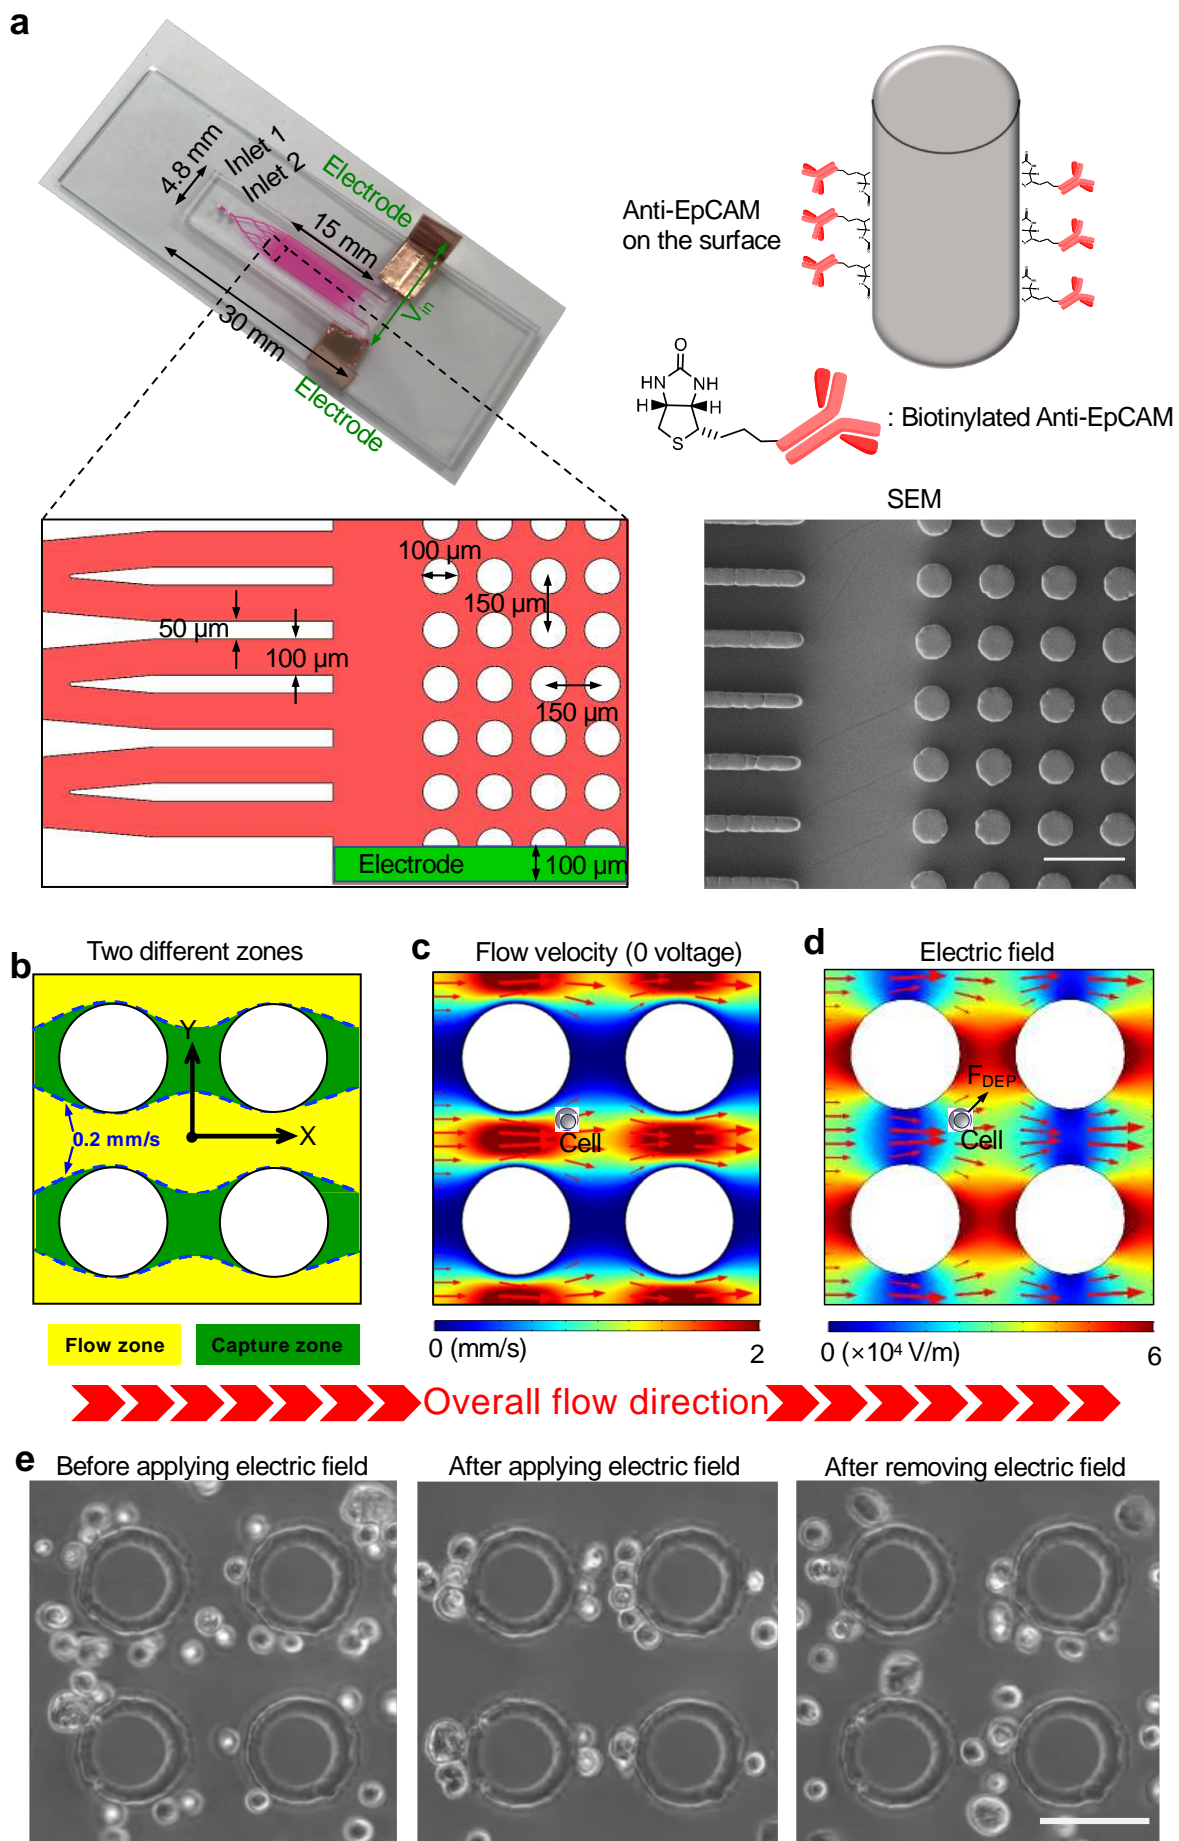 a
4.8 mm
Inlet 1
Inlet 2
Electrode
15 mm
V_in
30 mm
Electrode
Anti-EpCAM
on the surface
O
HN
NH
H
H
S
: Biotinylated Anti-EpCAM
SEM
100 µm
150 µm
50 µm
100 µm
150 µm
Electrode
100 µm
b
Two different zones
Y
X
0.2 mm/s
Flow zone
Capture zone
c
Flow velocity (0 voltage)
Cell
0 (mm/s)
2
d
Electric field
F_DEP
Cell
0 (×10⁴ V/m)
6
Overall flow direction
e
Before applying electric field
After applying electric field
After removing electric field